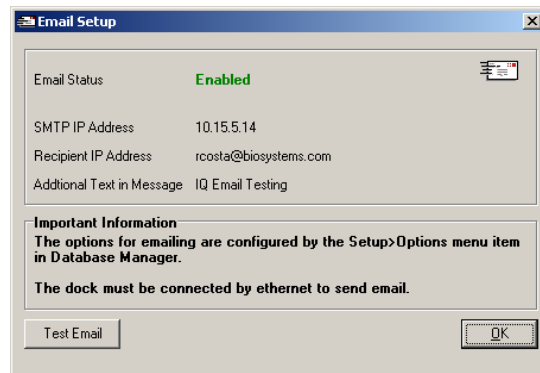 Email Setup
Email Status Enabled
SMTP IP Address 10.15.5.14
Recipient IP Address rcosta@biosystems.com
Addtional Text in Message IQ Email Testing
Important Information
The options for emailing are configured by the Setup>Options menu item
in Database Manager.
The dock must be connected by ethernet to send email.
Test Email OK